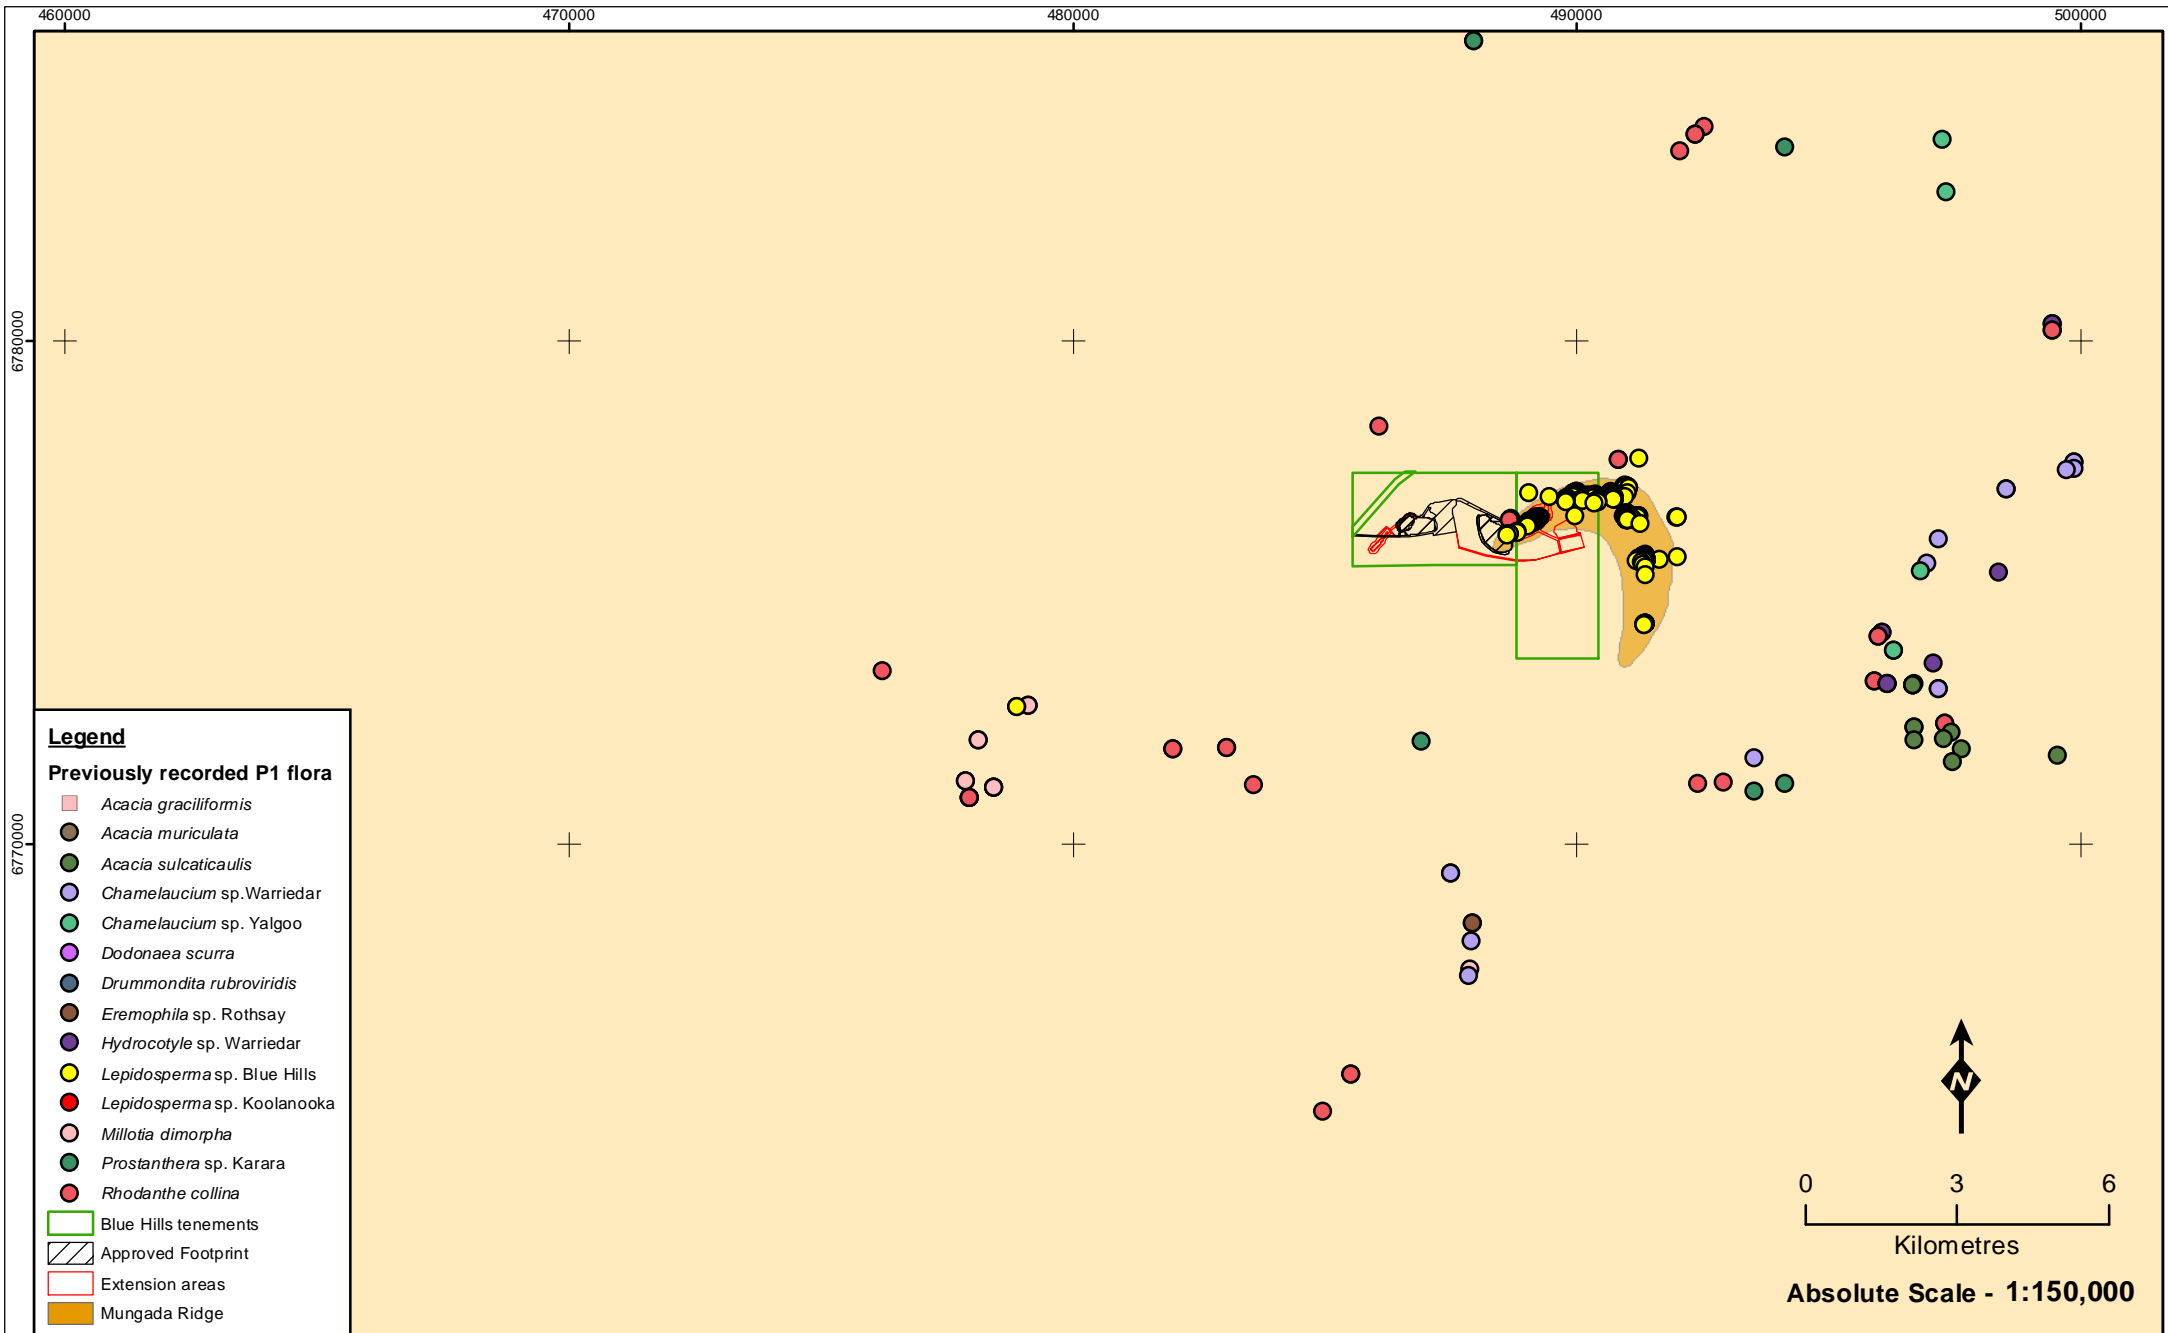 460000 470000 480000 490000 500000
6780000
6770000
Legend
Previously recorded P1 flora
Acacia graciliformis
Acacia muriculata
Acacia sulcaticaulis
Chamelaucium sp.Warriedar
Chamelaucium sp. Yalgoo
Dodonaea scurra
Drummondita rubroviridis
Eremophila sp. Rothsay
Hydrocotyle sp. Warriedar
Lepidosperma sp. Blue Hills
Lepidosperma sp. Koolanooka
Millotia dimorpha
Prostanthera sp. Karara
Rhodanthe collina
Blue Hills tenements
Approved Footprint
Extension areas
Mungada Ridge
N
0 3 6
Kilometres
Absolute Scale - 1:150,000